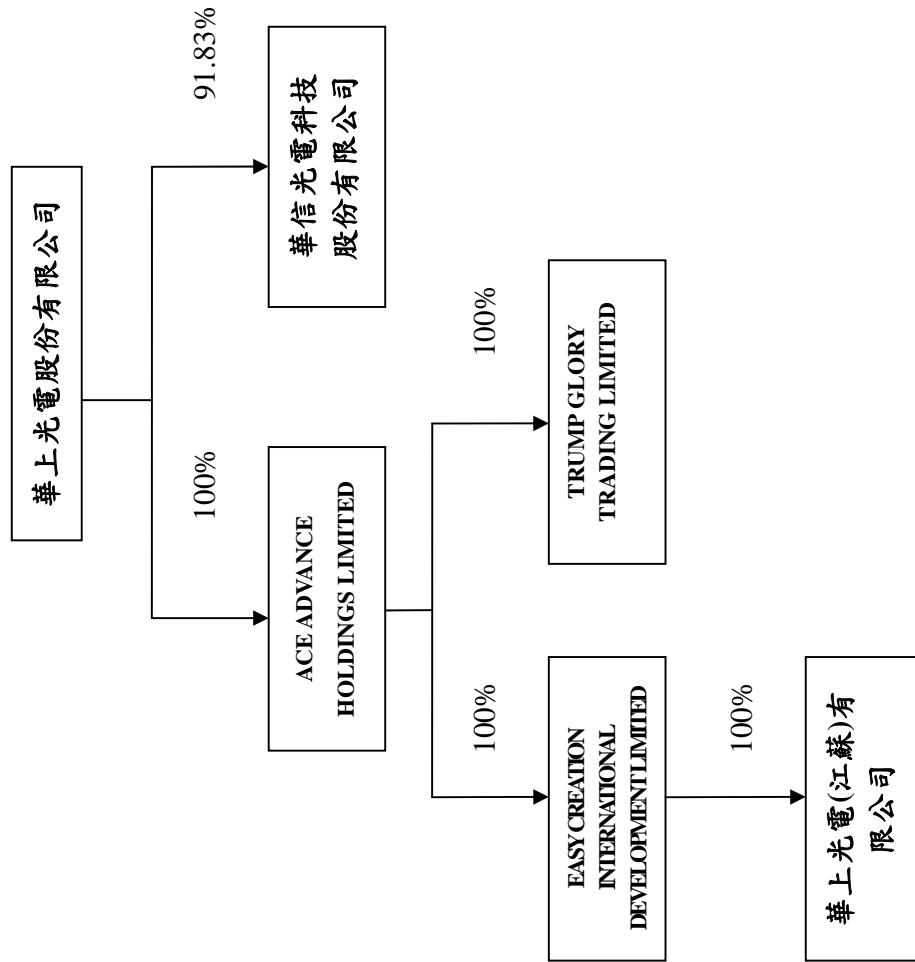 華上光電股份有限公司
100%
91.83%
ACE ADVANCE
HOLDINGS LIMITED
華信光電科技
股份有限公司
100%
100%
EASY CREATION
INTERNATIONAL
DEVELOPMENT LIMITED
TRUMP GLORY
TRADING LIMITED
100%
華上光電(江蘇)有
限公司